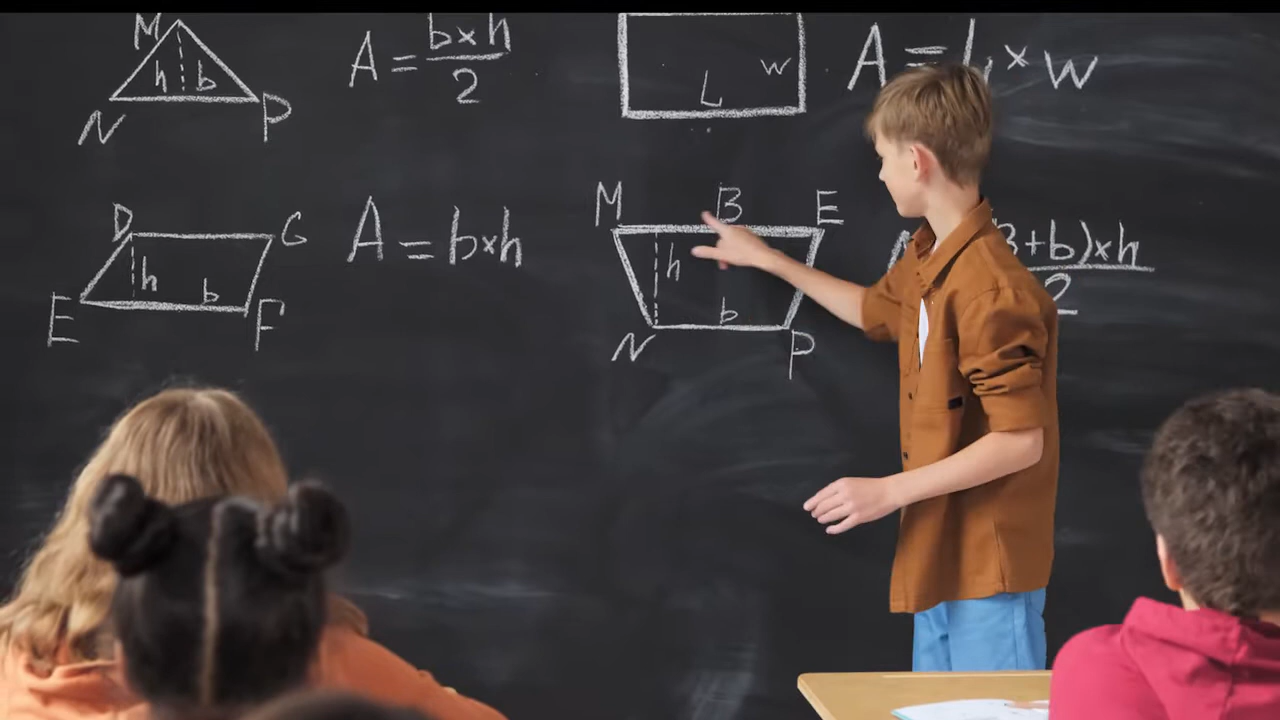 M
h b
N P
A = b×h
2
L w
A = L × w
D G
h
b
E F
A = b×h
M B E
h
b
N P
+b)×h
2